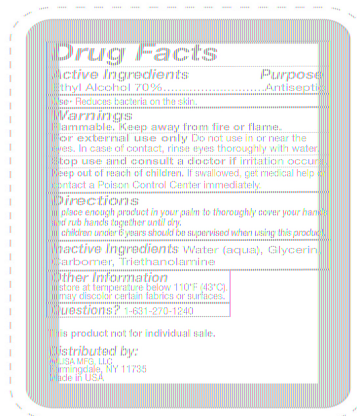 Drug Facts
Active Ingredients Purpose
Ethyl Alcohol 70%..........................Antiseptic
Use- Reduces bacteria on the skin.
Warnings
Flammable. Keep away from fire or flame.
For external use only Do not use in or near the
eyes. In case of contact, rinse eyes thoroughly with water.
Stop use and consult a doctor if irritation occurs
Keep out of reach of children. If swallowed, get medical help or
contact a Poison Control Center immediately.
Directions
place enough product in your palm to thoroughly cover your hands
and rub hands together until dry.
children under 6 years should be supervised when using this product.
Inactive Ingredients Water (aqua), Glycerin,
Carbomer, Triethanolamine
Other Information
store at temperature below 110°F (43°C).
may discolor certain fabrics or surfaces.
Questions? 1-631-270-1240
This product not for individual sale.
Distributed by:
USA MFG, LLC
Farmingdale, NY 11735
Made in USA